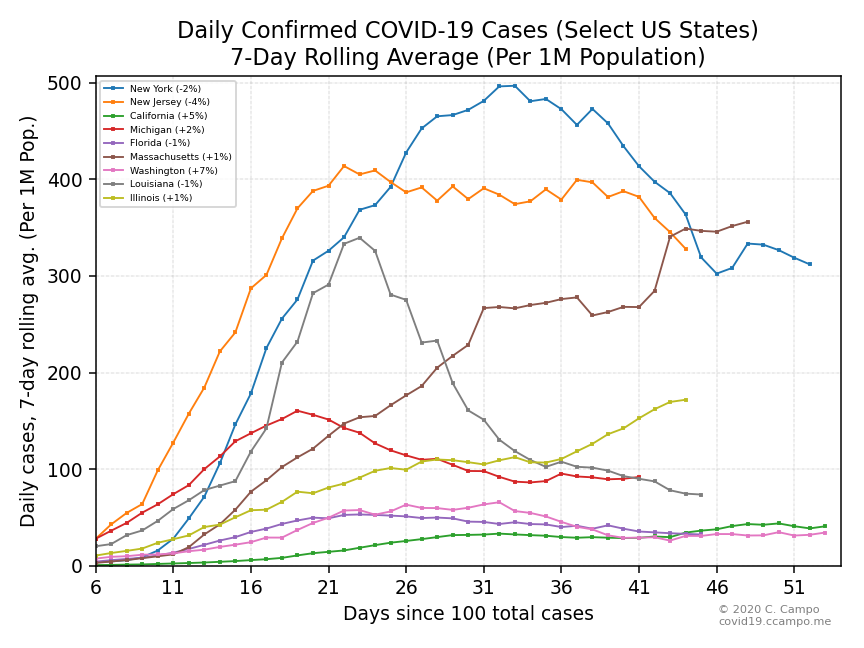 Daily Confirmed COVID-19 Cases (Select US States)
7-Day Rolling Average (Per 1M Population)
Daily cases, 7-day rolling avg. (Per 1M Pop.)
500
400
300
200
100
0
New York (-2%)
New Jersey (-4%)
California (+5%)
Michigan (+2%)
Florida (-1%)
Massachusetts (+1%)
Washington (+7%)
Louisiana (-1%)
Illinois (+1%)
6 11 16 21 26 31 36 41 46 51
Days since 100 total cases
© 2020 C. Campo
covid19.ccampo.me